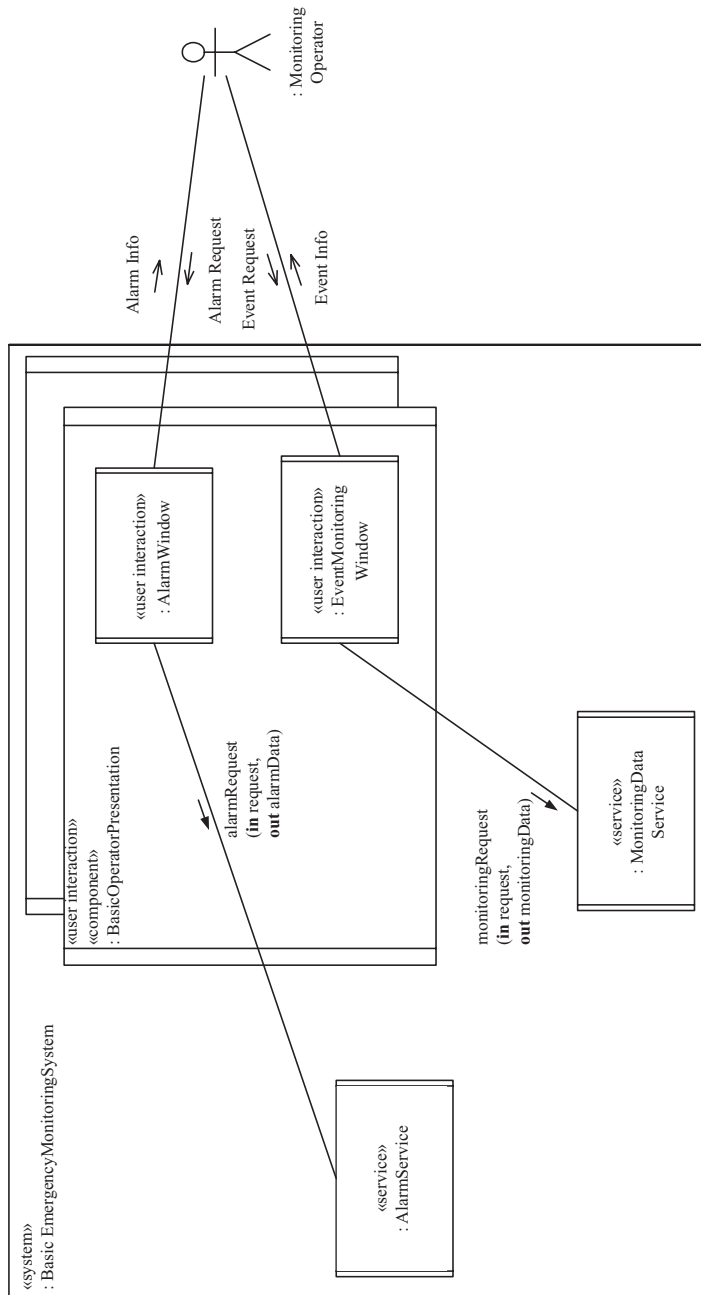 «system»
: Basic EmergencyMonitoringSystem
«user interaction»
«component»
: BasicOperatorPresentation
«user interaction»
: AlarmWindow
Alarm Info
Alarm Request
Event Request
Event Info
: Monitoring
Operator
«user interaction»
: EventMonitoring
Window
alarmRequest
(in request,
out alarmData)
monitoringRequest
(in request,
out monitoringData)
«service»
: AlarmService
«service»
: MonitoringData
Service